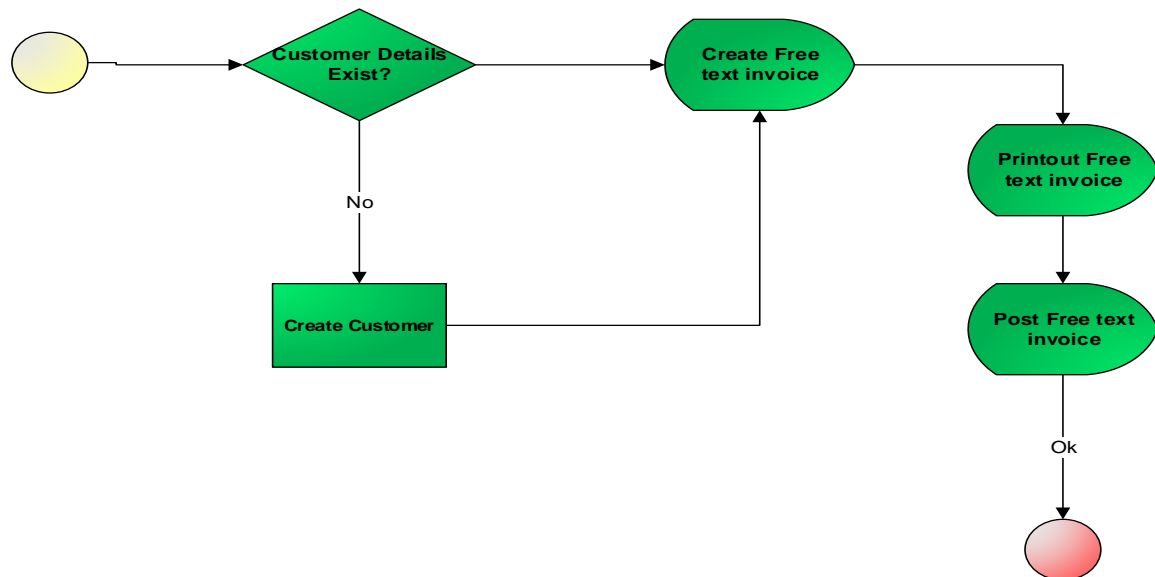 Customer Details
Exist?
Create Free
text invoice
Printout Free
text invoice
No
Create Customer
Post Free text
invoice
Ok